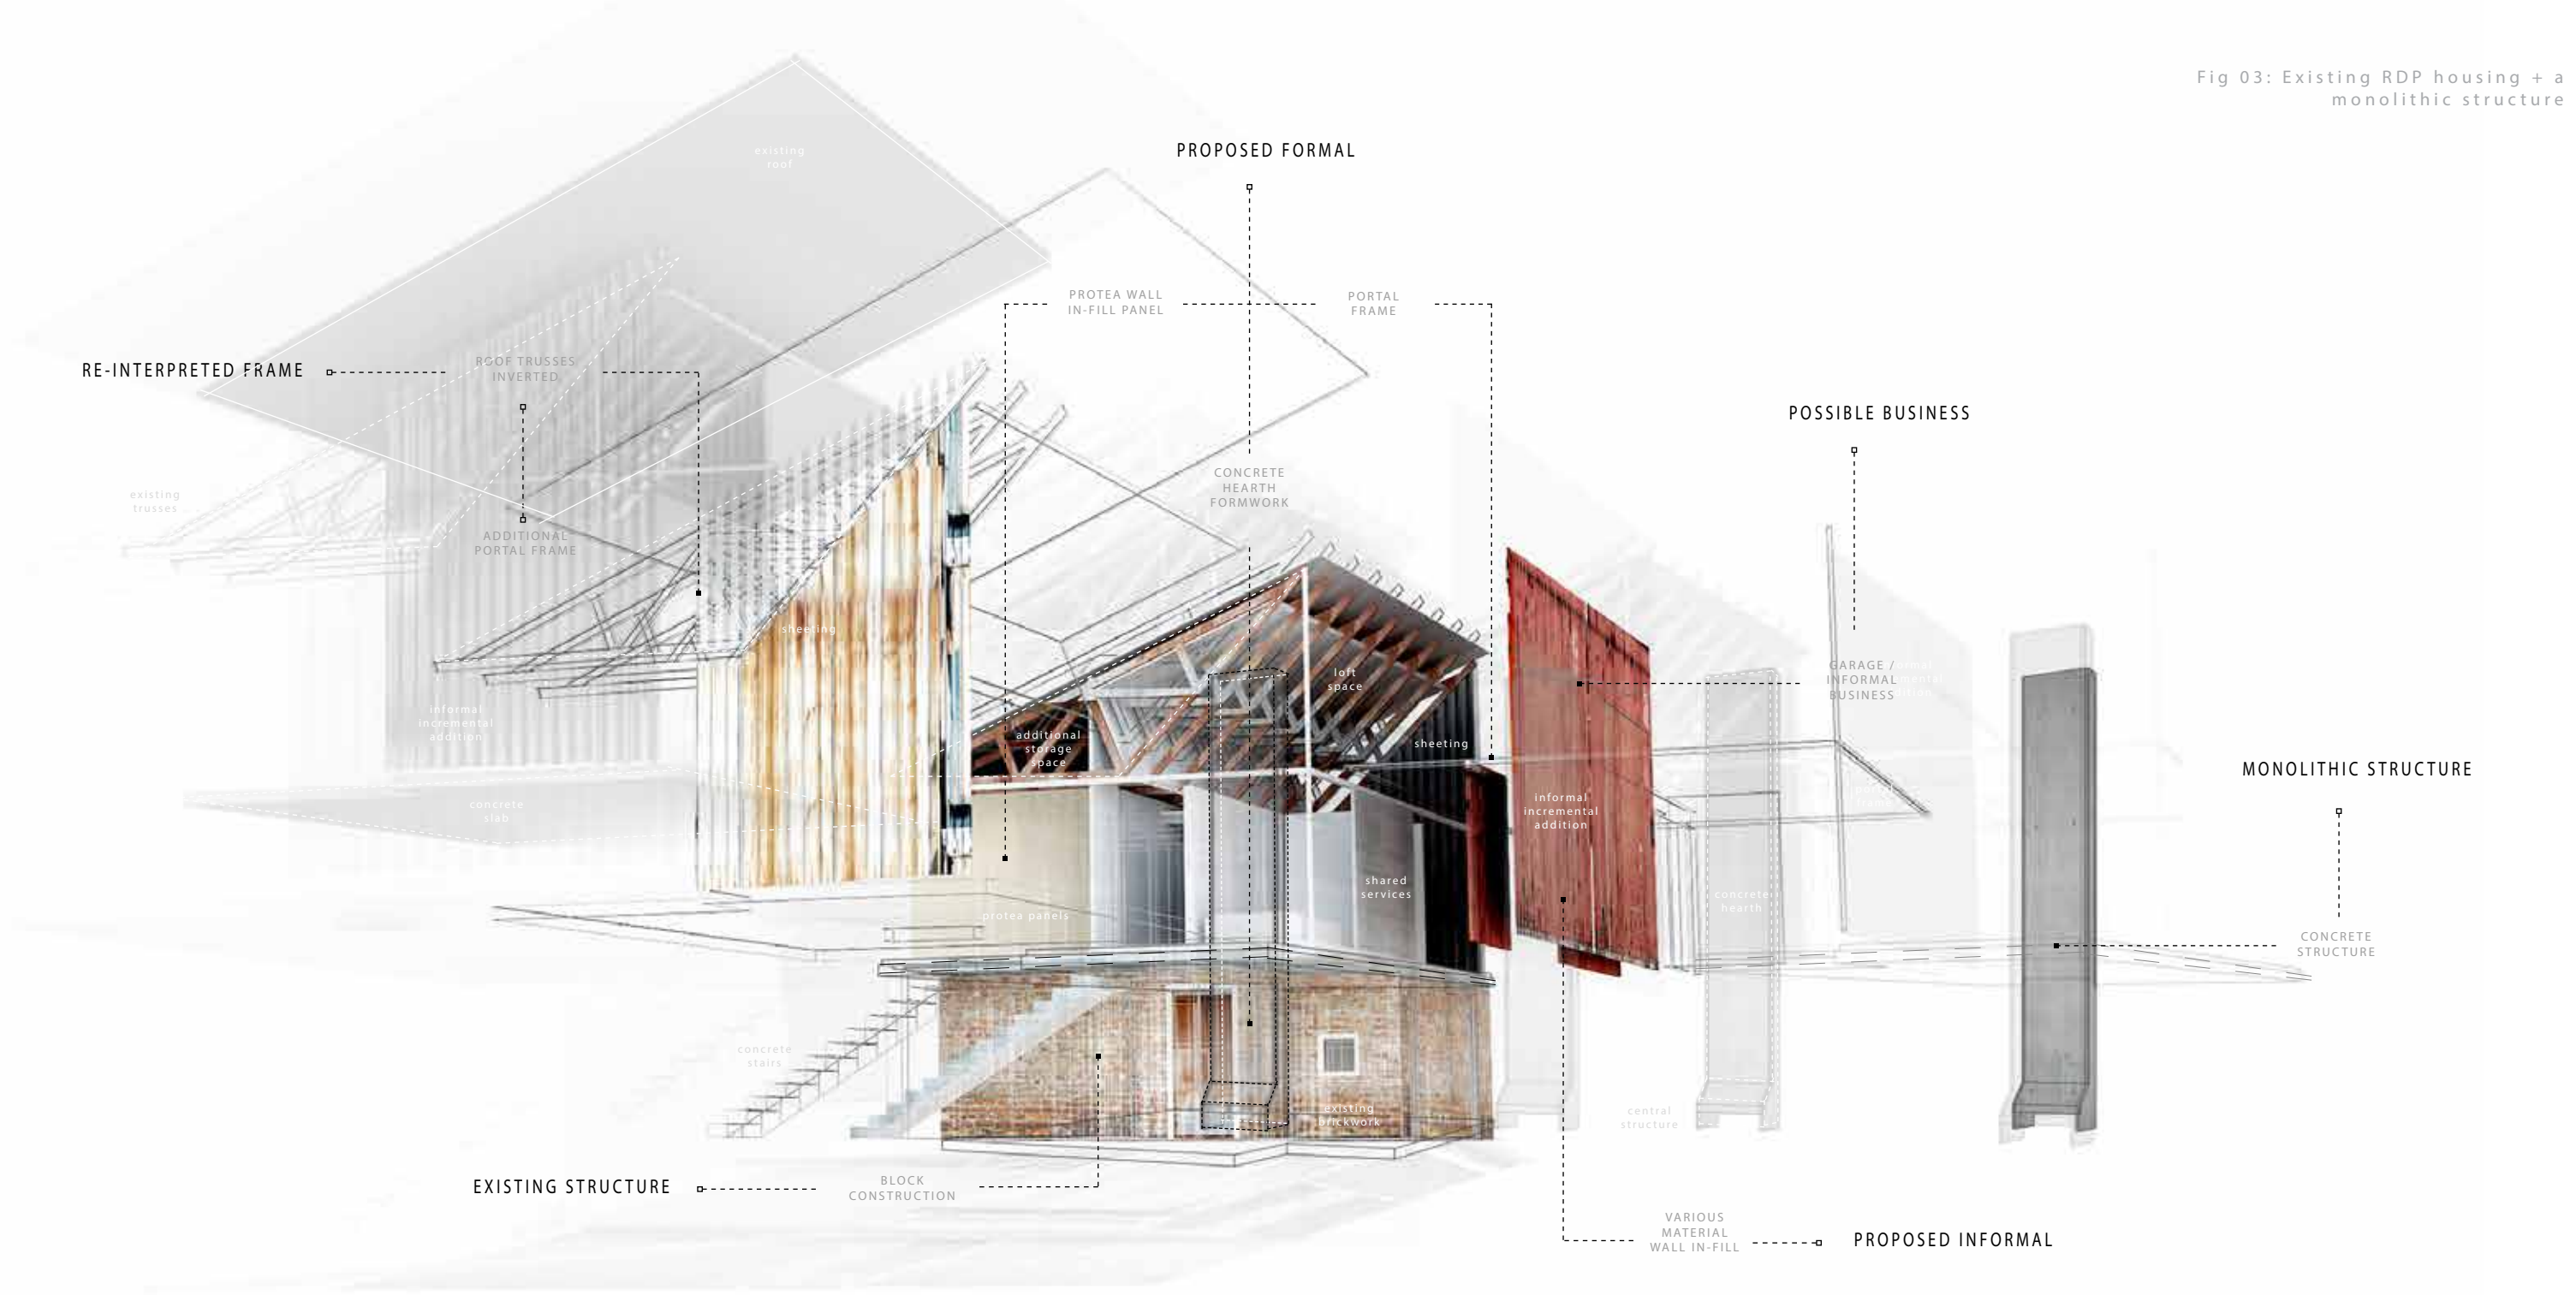 Fig 03: Existing RDP housing + a
monolithic structure
PROPOSED FORMAL
existing
roof
PROTEA WALL
IN-FILL PANEL
PORTAL
FRAME
RE-INTERPRETED FRAME
ROOF TRUSSES
INVERTED
POSSIBLE BUSINESS
existing
trusses
CONCRETE
HEARTH
FORMWORK
ADDITIONAL
PORTAL FRAME
sheeting
loft
space
GARAGE /
INFORMAL
BUSINESS
informal
incremental
addition
additional
storage
space
sheeting
MONOLITHIC STRUCTURE
concrete
slab
informal
incremental
addition
shared
services
concrete
hearth
protea panels
CONCRETE
STRUCTURE
concrete
stairs
existing
brickwork
central
structure
EXISTING STRUCTURE
BLOCK
CONSTRUCTION
VARIOUS
MATERIAL
WALL IN-FILL
PROPOSED INFORMAL